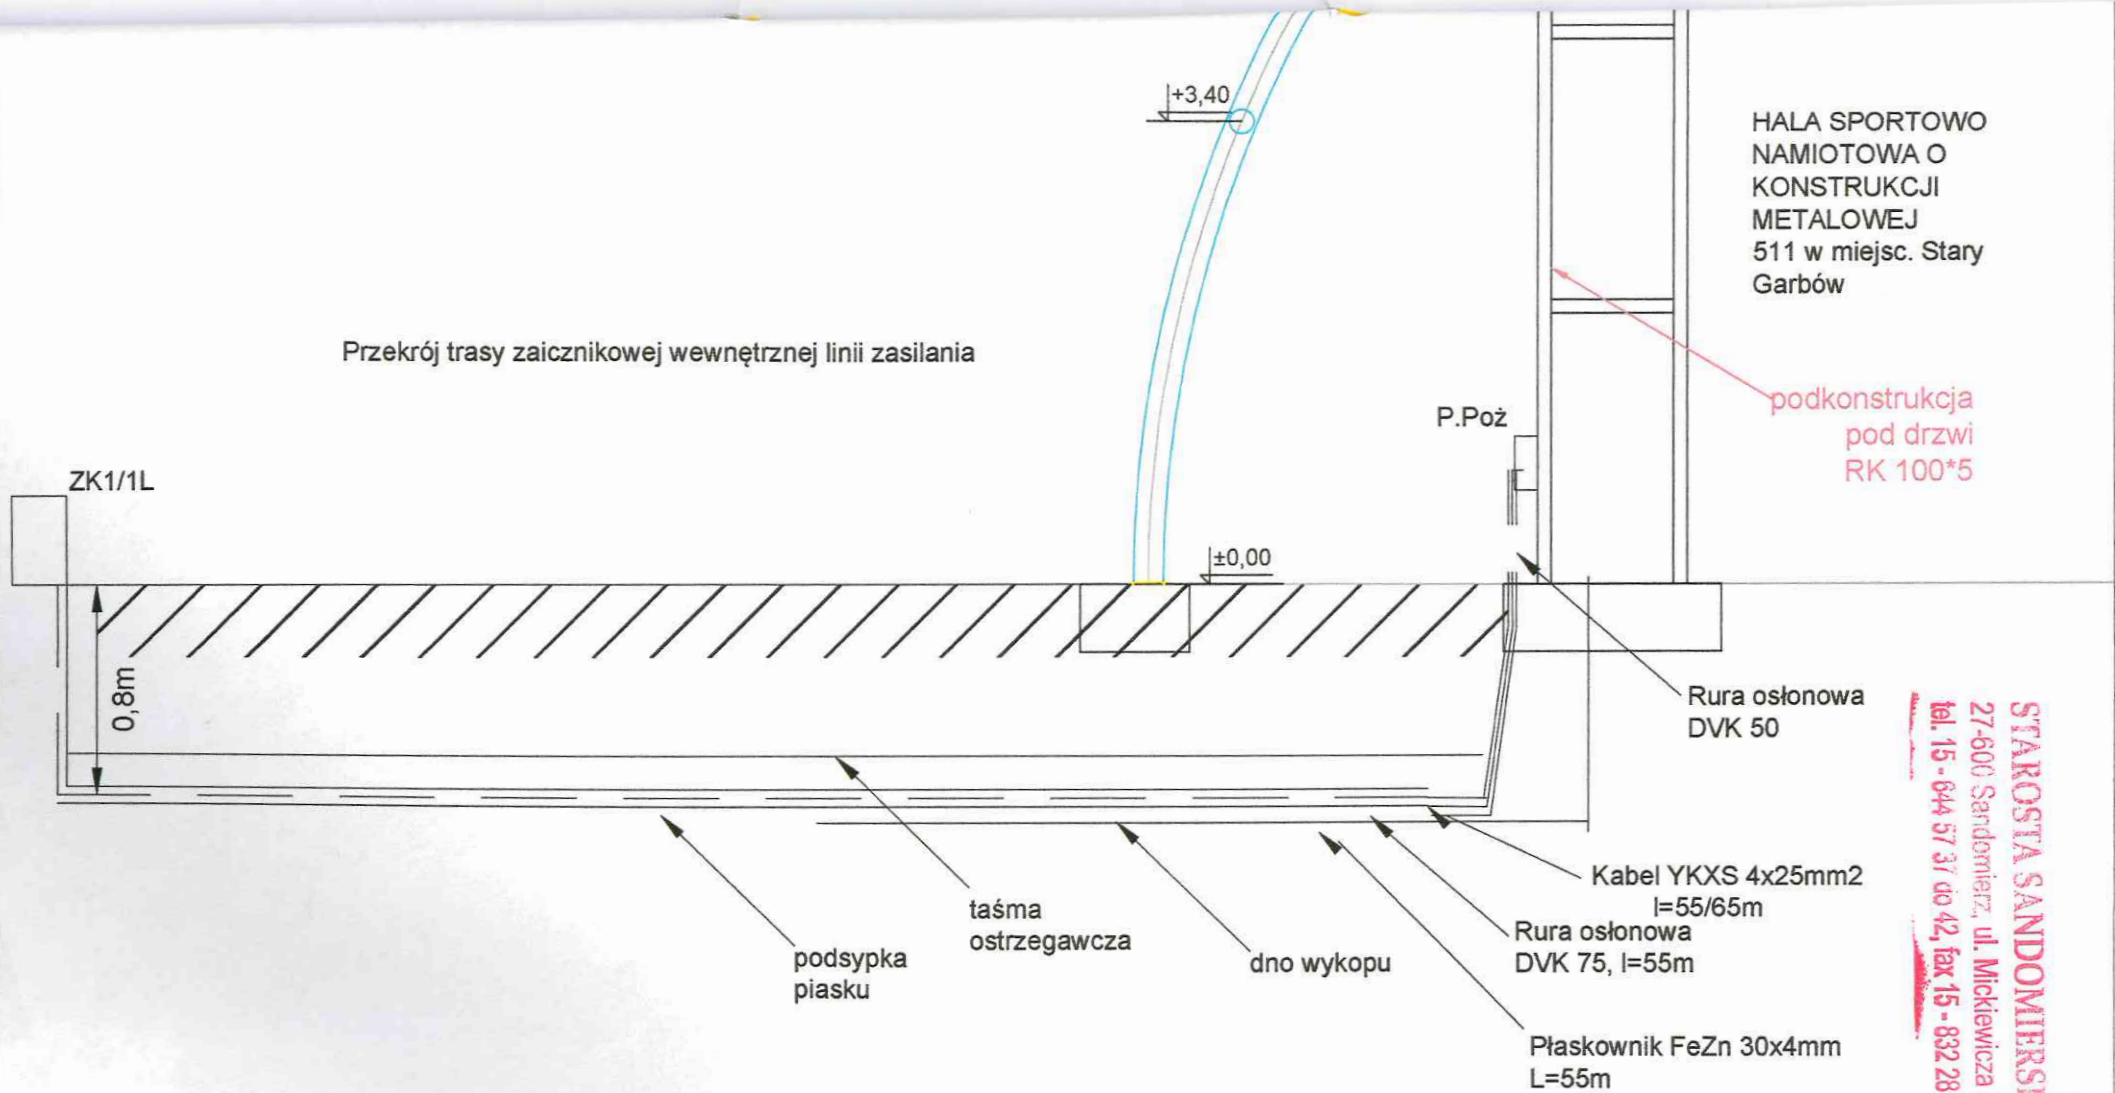 +3,40
HALA SPORTOWO
NAMIOTOWA O
KONSTRUKCJI
METALOWEJ
511 w miejsc. Stary
Garbów
Przekrój trasy zaicznikowej wewnętrznej linii zasilania
podkonstrukcja
pod drzwi
RK 100*5
P.Poż
ZK1/1L
±0,00
0,8m
Rura osłonowa
DVK 50
Kabel YKXS 4x25mm2
l=55/65m
taśma
ostrzegawcza
Rura osłonowa
DVK 75, l=55m
podsypka
piasku
dno wykopu
Płaskownik FeZn 30x4mm
L=55m
STAROSTA SANDOMIERS
27-600 Sandomierz, ul. Mickiewicza
tel. 15 - 644 57 37 do 42, fax 15 - 832 28